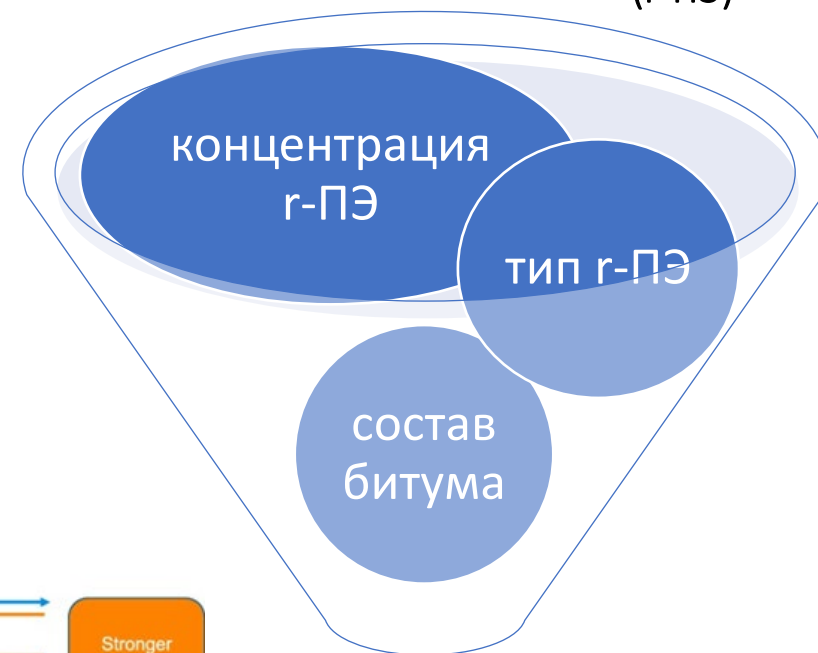 концентрация
r-ПЭ
тип r-ПЭ
состав
битума
Stronger